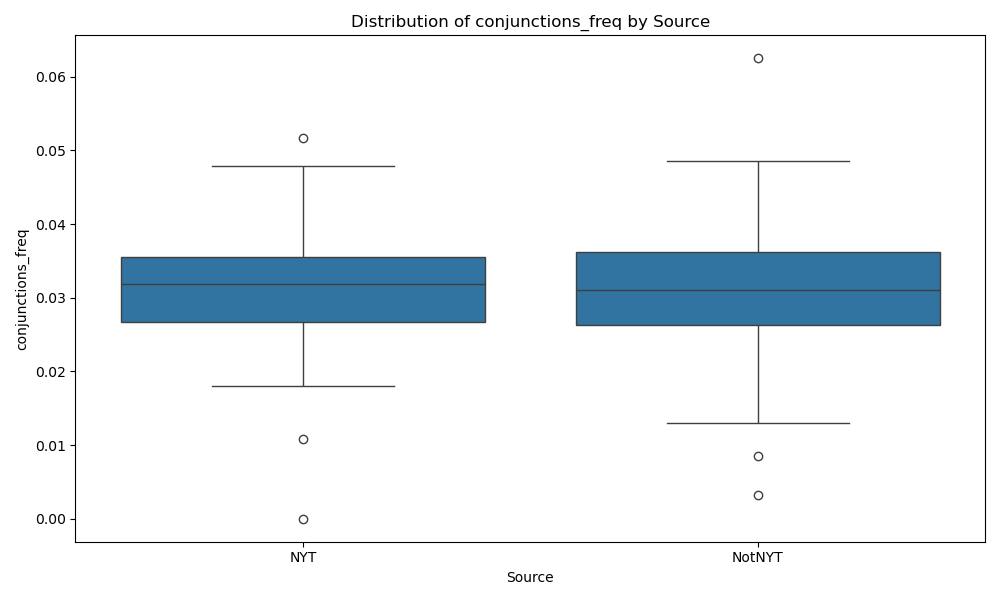 Distribution of conjunctions_freq by Source
conjunctions_freq
0.06
0.05
0.04
0.03
0.02
0.01
0.00
NYT
NotNYT
Source